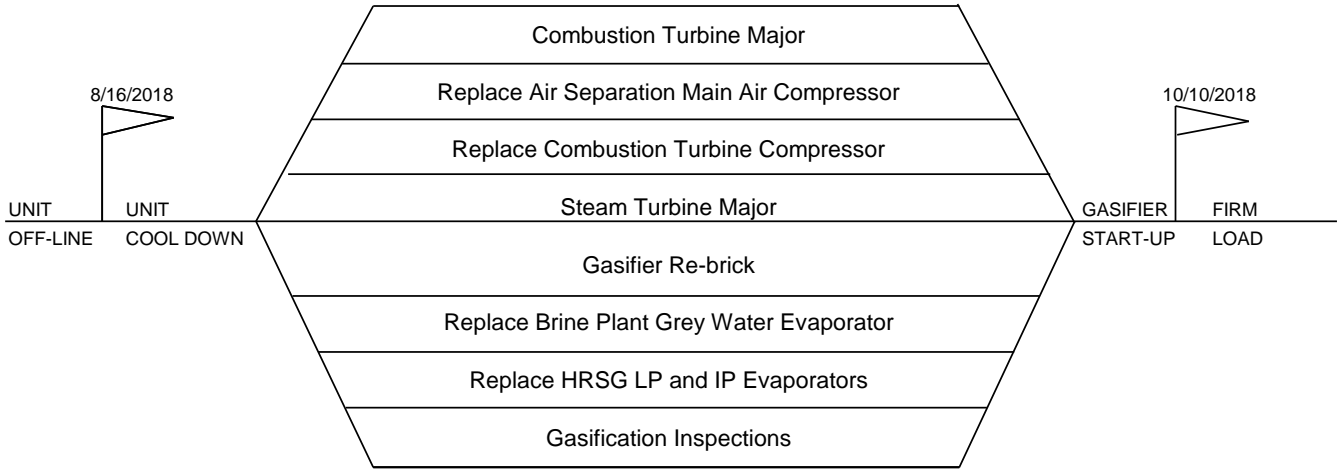 Combustion Turbine Major
Replace Air Separation Main Air Compressor
8/16/2018
10/10/2018
Replace Combustion Turbine Compressor
Steam Turbine Major
UNIT
UNIT
GASIFIER
FIRM
OFF-LINE
COOL DOWN
START-UP
LOAD
Gasifier Re-brick
Replace Brine Plant Grey Water Evaporator
Replace HRSG LP and IP Evaporators
Gasification Inspections